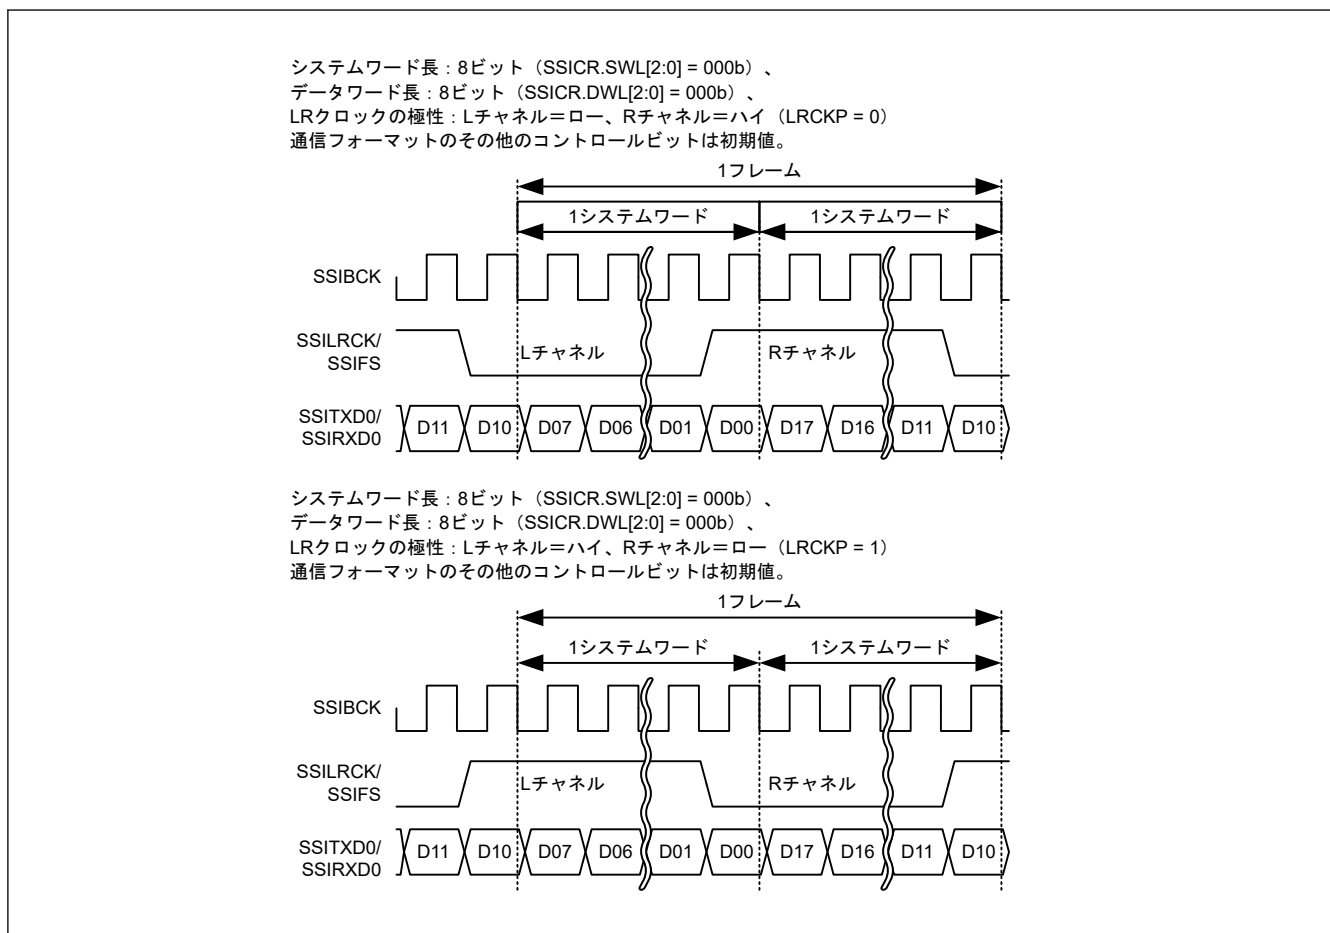 システムワード長：8ビット（SSICR.SWL[2:0] = 000b）、
データワード長：8ビット（SSICR.DWL[2:0] = 000b）、
LRクロックの極性：Lチャネル＝ロー、Rチャネル＝ハイ（LRCKP = 0）
通信フォーマットのその他のコントロールビットは初期値。
1フレーム
1システムワード 1システムワード
SSIBCK
SSILRCK/
SSIFS
Lチャネル Rチャネル
SSITXD0/
SSIRXD0
D11 D10 D07 D06 D01 D00 D17 D16 D11 D10
システムワード長：8ビット（SSICR.SWL[2:0] = 000b）、
データワード長：8ビット（SSICR.DWL[2:0] = 000b）、
LRクロックの極性：Lチャネル＝ハイ、Rチャネル＝ロー（LRCKP = 1）
通信フォーマットのその他のコントロールビットは初期値。
1フレーム
1システムワード 1システムワード
SSIBCK
SSILRCK/
SSIFS
Lチャネル Rチャネル
SSITXD0/
SSIRXD0
D11 D10 D07 D06 D01 D00 D17 D16 D11 D10